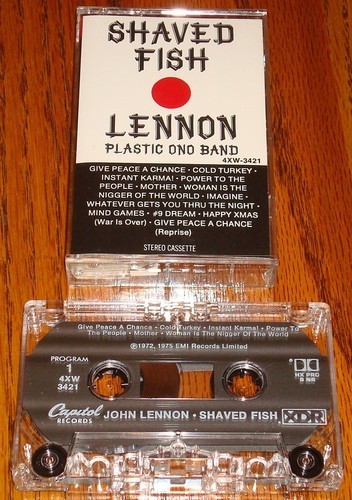 SHAVED
FISH
LENNON
PLASTIC ONO BAND
4XW-3421
GIVE PEACE A CHANCE • COLD TURKEY •
INSTANT KARMA! • POWER TO THE
PEOPLE • MOTHER • WOMAN IS THE
NIGGER OF THE WORLD • IMAGINE •
WHATEVER GETS YOU THRU THE NIGHT •
MIND GAMES • #9 DREAM • HAPPY XMAS
(War Is Over) • GIVE PEACE A CHANCE
(Reprise)
STEREO CASSETTE
Give Peace A Chance • Cold Turkey • Instant Karma! • Power To
The People • Mother • Woman Is The Nigger Of The World
℗1972, 1975 EMI Records Limited
PROGRAM
1
4XW
3421
HX PRO
B NR
Capitol
RECORDS
JOHN LENNON • SHAVED FISH
XDR